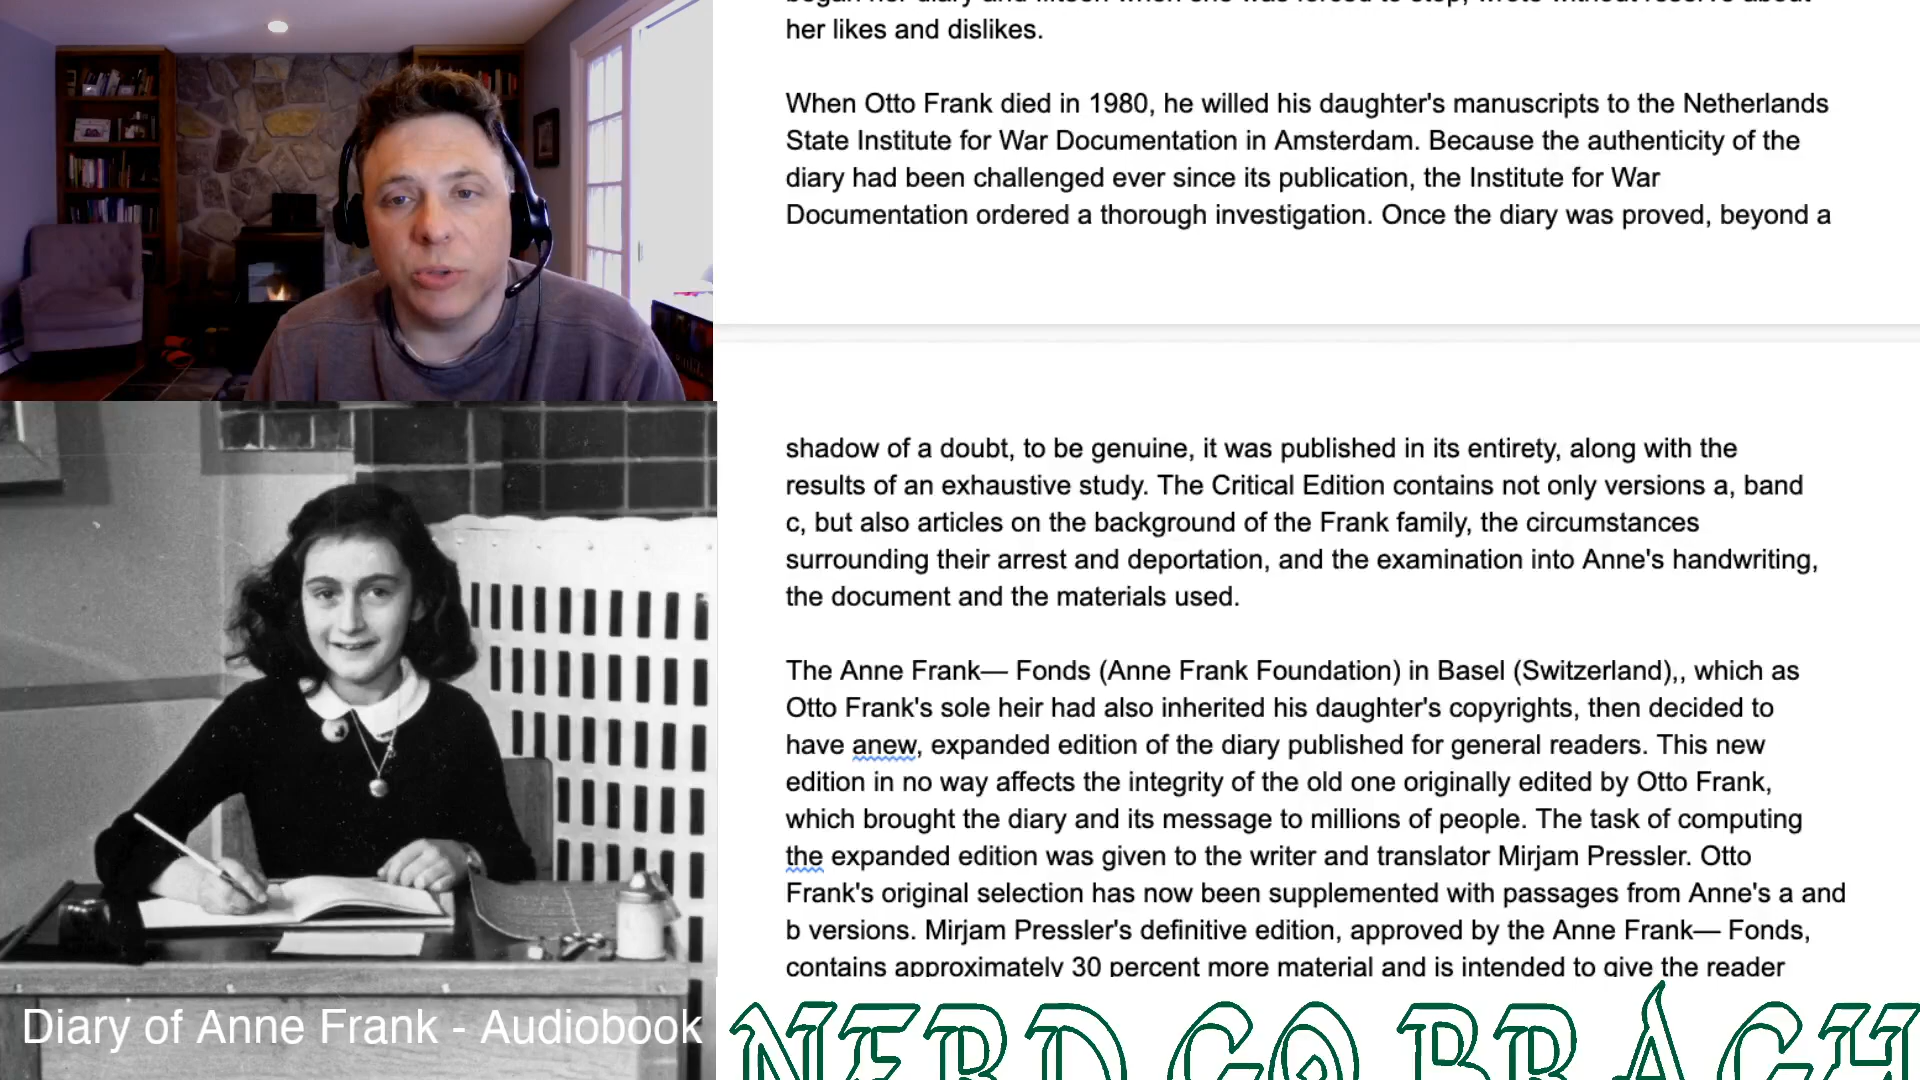 her likes and dislikes.
When Otto Frank died in 1980, he willed his daughter's manuscripts to the Netherlands
State Institute for War Documentation in Amsterdam. Because the authenticity of the
diary had been challenged ever since its publication, the Institute for War
Documentation ordered a thorough investigation. Once the diary was proved, beyond a
shadow of a doubt, to be genuine, it was published in its entirety, along with the
results of an exhaustive study. The Critical Edition contains not only versions a, band
c, but also articles on the background of the Frank family, the circumstances
surrounding their arrest and deportation, and the examination into Anne's handwriting,
the document and the materials used.
The Anne Frank— Fonds (Anne Frank Foundation) in Basel (Switzerland),, which as
Otto Frank's sole heir had also inherited his daughter's copyrights, then decided to
have anew, expanded edition of the diary published for general readers. This new
edition in no way affects the integrity of the old one originally edited by Otto Frank,
which brought the diary and its message to millions of people. The task of computing
the expanded edition was given to the writer and translator Mirjam Pressler. Otto
Frank's original selection has now been supplemented with passages from Anne's a and
b versions. Mirjam Pressler's definitive edition, approved by the Anne Frank— Fonds,
contains approximately 30 percent more material and is intended to give the reader
Diary of Anne Frank - Audiobook
NERD GO BRAGH